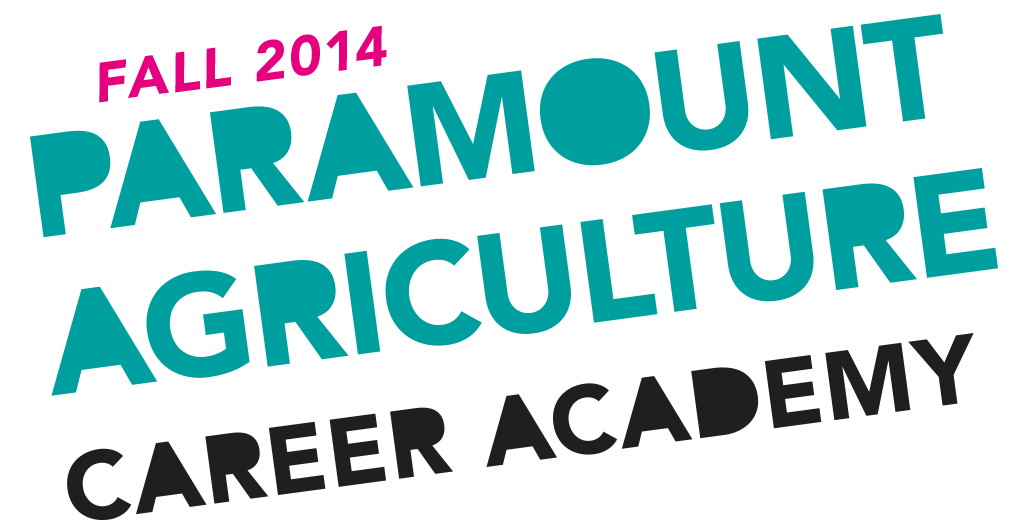 FALL 2014
PARAMOUNT
AGRICULTURE
CAREER ACADEMY